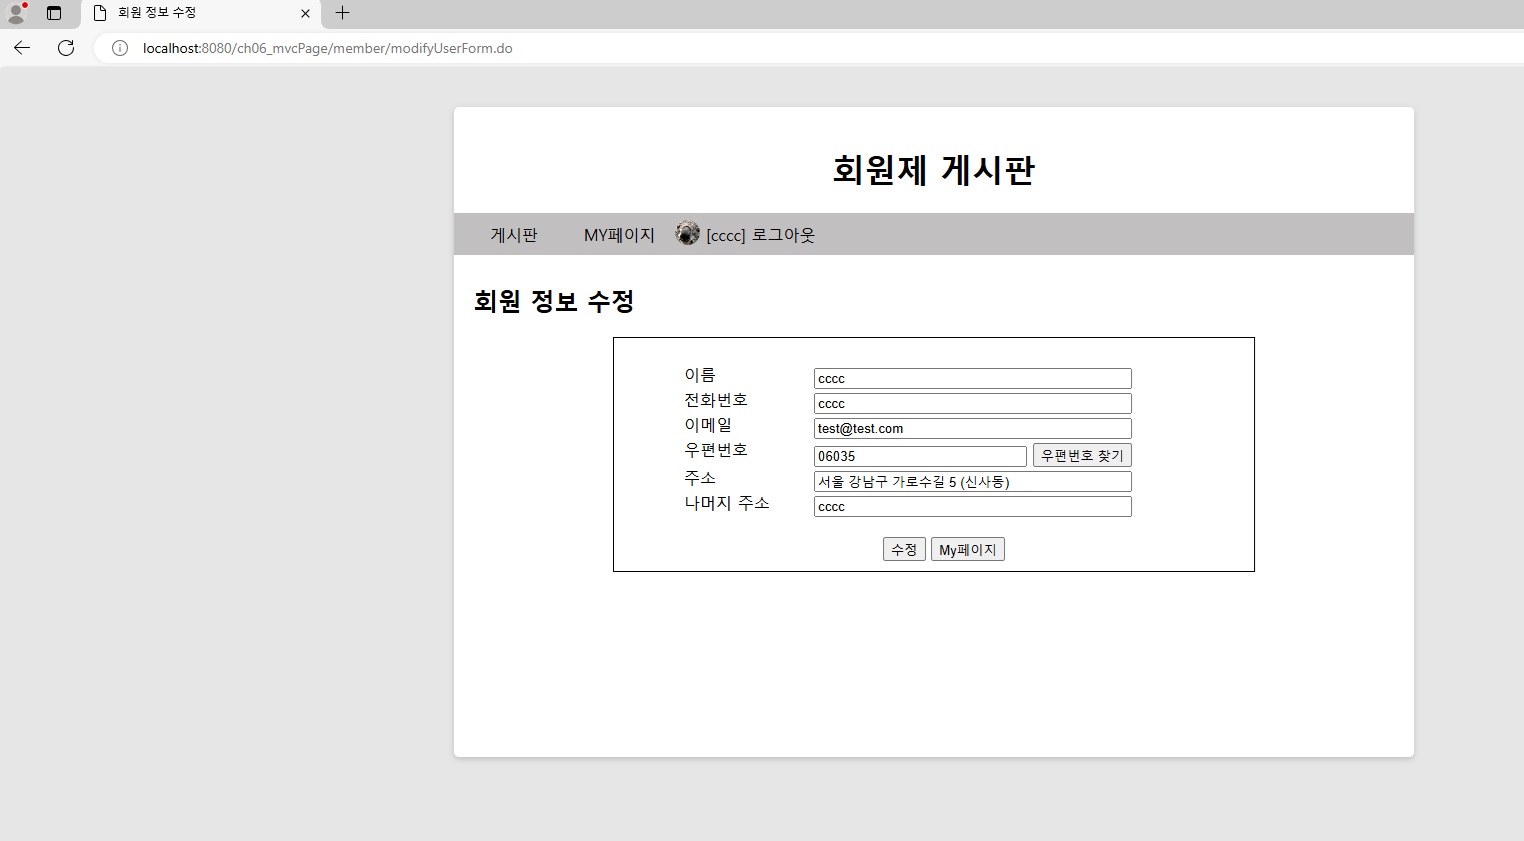 회원 정보 수정
localhost:8080/ch06_mvcPage/member/modifyUserForm.do
회원제 게시판
게시판 MY페이지 [cccc] 로그아웃
회원 정보 수정
이름 cccc
전화번호 cccc
이메일 test@test.com
우편번호 06035 우편번호 찾기
주소 서울 강남구 가로수길 5 (신사동)
나머지 주소 cccc
수정 My페이지